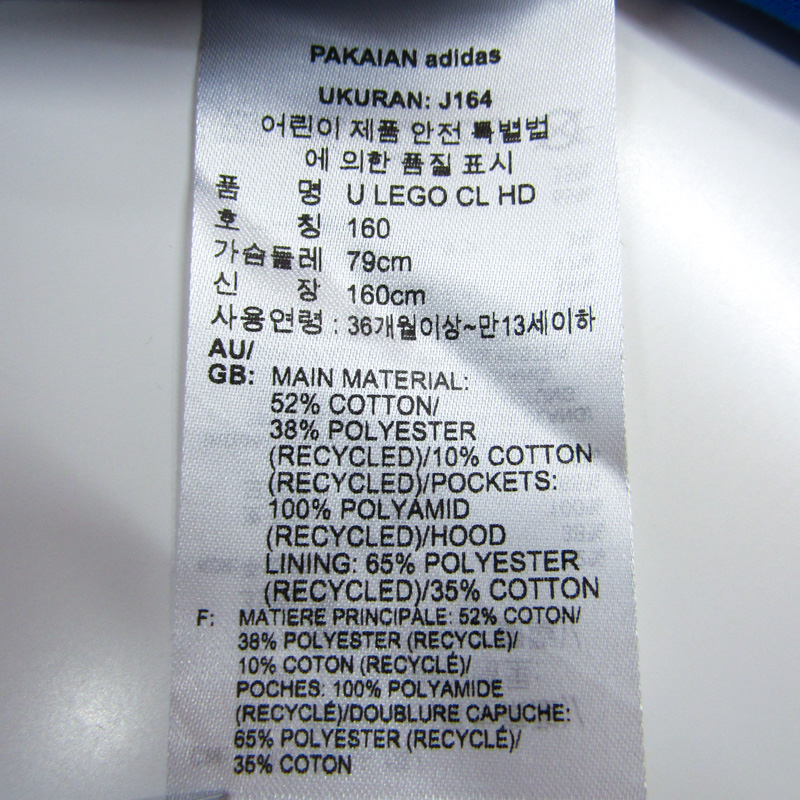 PAKAIAN adidas
UKURAN: J164
어린이 제품 안전 특별법
에 의한 품질 표시
품 명 U LEGO CL HD
호 칭 160
가슴둘레 79cm
신 장 160cm
사용연령 : 36개월이상~만13세이하
AU/
GB: MAIN MATERIAL:
52% COTTON/
38% POLYESTER
(RECYCLED)/10% COTTON
(RECYCLED)/POCKETS:
100% POLYAMID
(RECYCLED)/HOOD
LINING: 65% POLYESTER
(RECYCLED)/35% COTTON
F: MATIERE PRINCIPALE: 52% COTON/
38% POLYESTER (RECYCLÉ)/
10% COTON (RECYCLÉ)/
POCHES: 100% POLYAMIDE
(RECYCLÉ)/DOUBLURE CAPUCHE:
65% POLYESTER (RECYCLÉ)/
35% COTON